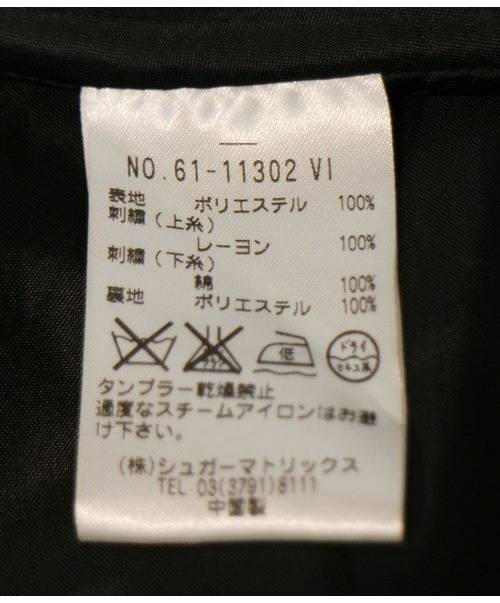 NO.61-11302 VI
表地 ポリエステル 100%
刺繍(上糸)
レーヨン 100%
刺繍(下糸)
綿 100%
裏地 ポリエステル 100%
低
ドライ
セキユ系
タンブラー乾燥禁止
過度なスチームアイロンはお避
け下さい。
(株)シュガーマトリックス
TEL 03(3791)8111
中国製